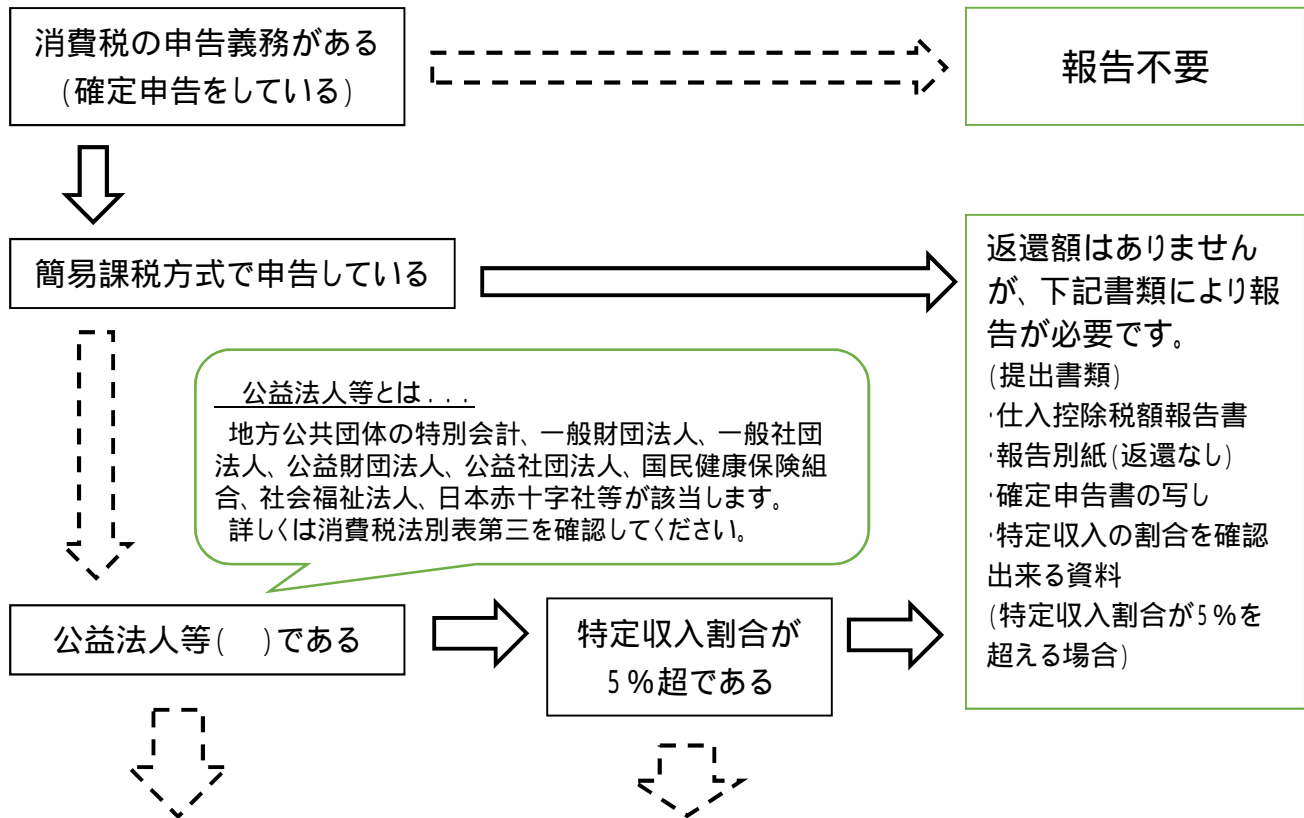 消費税の申告義務がある
(確定申告をしている)
報告不要
簡易課税方式で申告している
返還額はありません
が、下記書類により報
告が必要です。
(提出書類)
･仕入控除税額報告書
･報告別紙(返還なし)
･確定申告書の写し
･特定収入の割合を確認
出来る資料
(特定収入割合が5%を
超える場合)
公益法人等とは...
地方公共団体の特別会計、一般財団法人、一般社団
法人、公益財団法人、公益社団法人、国民健康保険組
合、社会福祉法人、日本赤十字社等が該当します。
詳しくは消費税法別表第三を確認してください。
公益法人等(　)である
特定収入割合が
5%超である